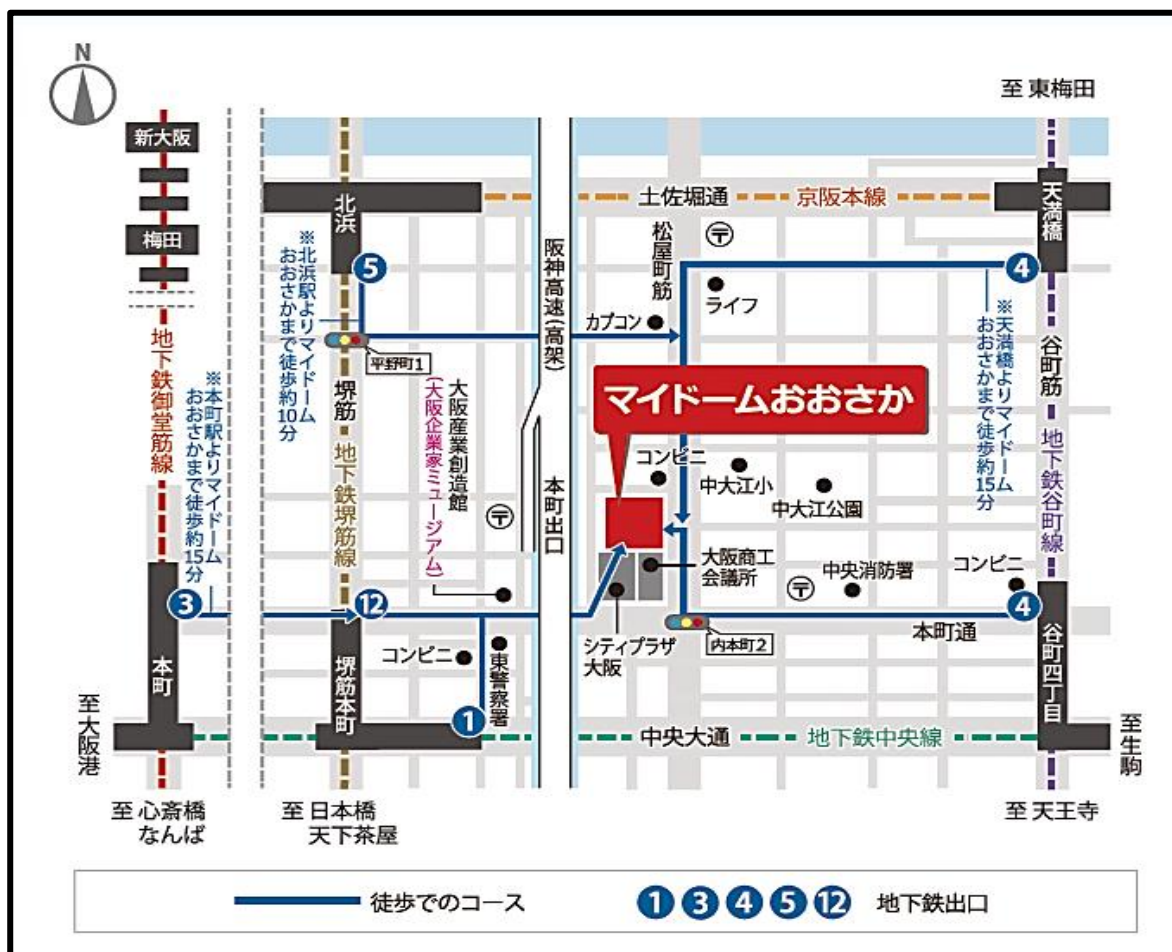 N
至 東梅田
新大阪
梅田
地下鉄御堂筋線
北浜
土佐堀通
京阪本線
天満橋
松屋町筋
〒
阪神高速(高架)
5
4
※北浜駅よりマイドーム
おおさかまで徒歩約10分
カプコン
ライフ
※天満橋よりマイドーム
おおさかまで徒歩約15分
谷町筋
地下鉄谷町線
平野町1
※本町駅よりマイドーム
おおさかまで徒歩約15分
堺筋
地下鉄堺筋線
大阪産業創造館
(大阪企業家ミュージアム)
マイドームおおさか
コンビニ
中大江小
中大江公園
本町出口
〒
大阪商工
会議所
〒
中央消防署
コンビニ
3
12
4
本町通
内本町2
シティプラザ
大阪
コンビニ
東警察署
本町
堺筋本町
1
谷町四丁目
至大阪港
中央大通
地下鉄中央線
至生駒
至 心斎橋
なんば
至 日本橋
天下茶屋
至 天王寺
徒歩でのコース
1 3 4 5 12 地下鉄出口